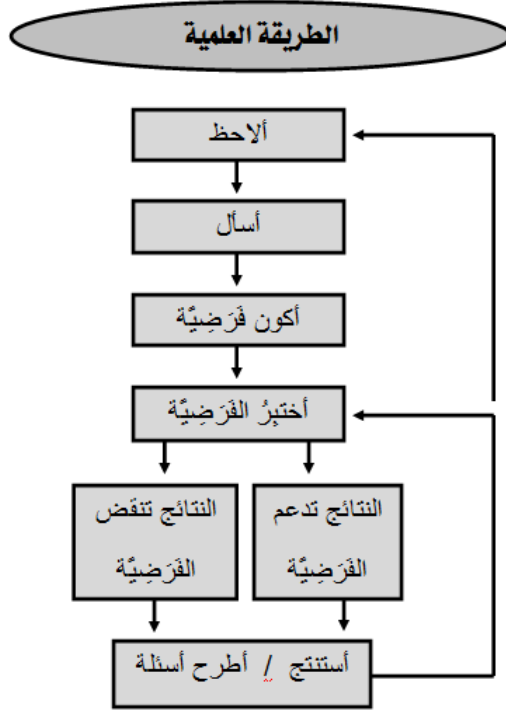 الطريقة العلمية
ألاحظ
أسأل
أكون فَرَضِيَّة
أختبِرُ الفَرَضِيَّة
النتائج تدعم
الفَرَضِيَّة
النتائج تنقض
الفَرَضِيَّة
أستنتج / أطرح أسئلة